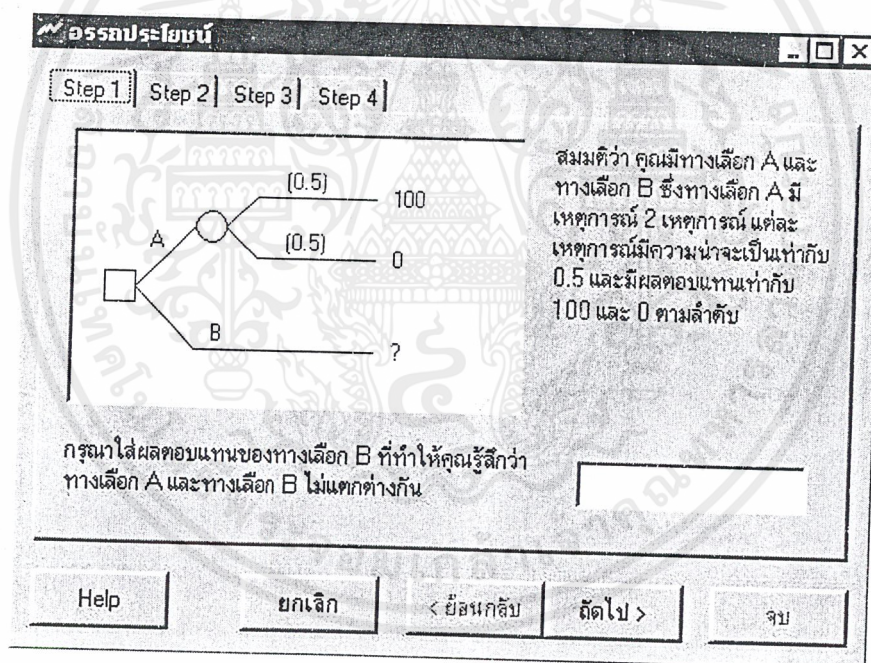 อรรถประโยชน์
Step 1 Step 2 Step 3 Step 4
(0.5)
100
A
(0.5)
0
B
?
สมมติว่า คุณมีทางเลือก A และ
ทางเลือก B ซึ่งทางเลือก A มี
เหตุการณ์ 2 เหตุการณ์ แต่ละ
เหตุการณ์มีความน่าจะเป็นเท่ากับ
0.5 และมีผลตอบแทนเท่ากับ
100 และ 0 ตามลำดับ
กรุณาใส่ผลตอบแทนของทางเลือก B ที่ทำให้คุณรู้สึกว่า
ทางเลือก A และทางเลือก B ไม่แตกต่างกัน
Help ยกเลิก < ย้อนกลับ ถัดไป > จบ